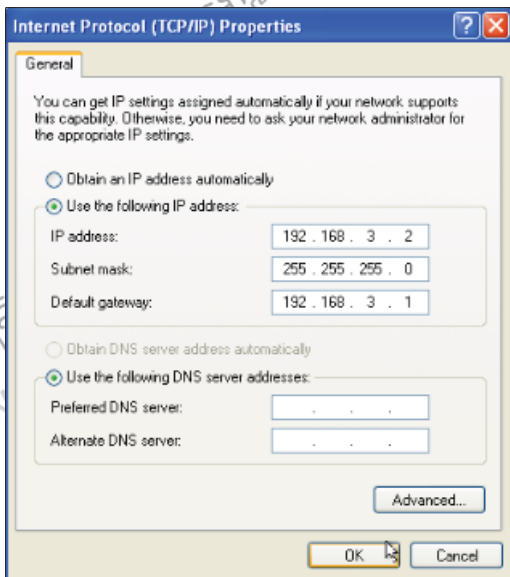 Internet Protocol (TCP/IP) Properties
General
You can get IP settings assigned automatically if your network supports
this capability. Otherwise, you need to ask your network administrator for
the appropriate IP settings.
Obtain an IP address automatically
Use the following IP address:
IP address: 192 . 168 . 3 . 2
Subnet mask: 255 . 255 . 255 . 0
Default gateway: 192 . 168 . 3 . 1
Obtain DNS server address automatically
Use the following DNS server addresses:
Preferred DNS server: . . .
Alternate DNS server: . . .
Advanced...
OK Cancel